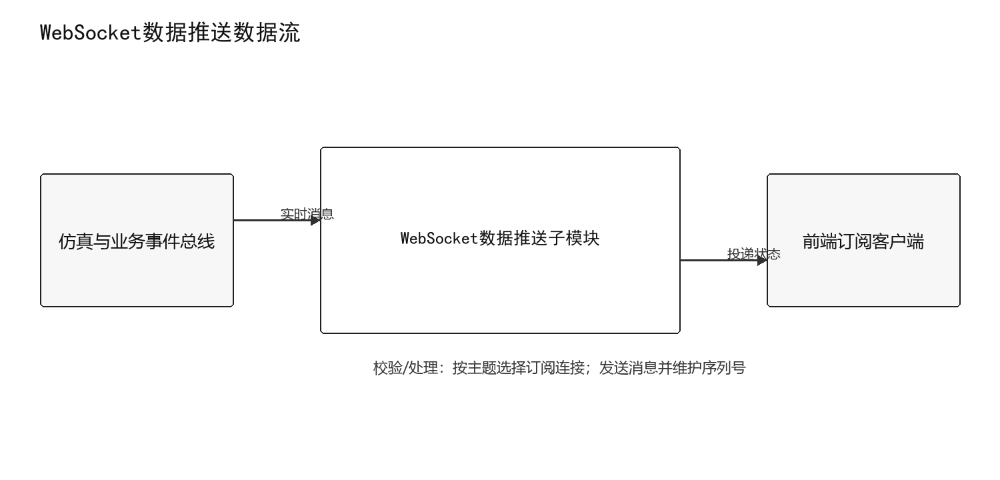 WebSocket数据推送数据流
实时消息
仿真与业务事件总线
WebSocket数据推送子模块
投递状态
前端订阅客户端
校验/处理：按主题选择订阅连接；发送消息并维护序列号